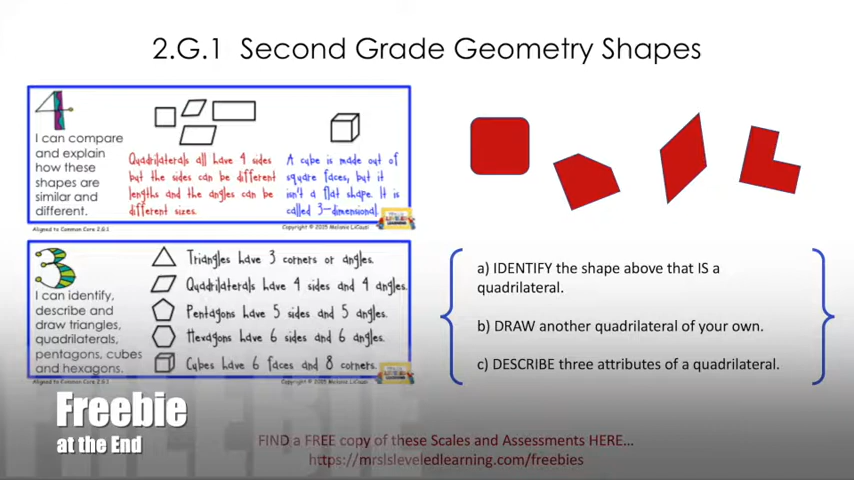 2.G.1 Second Grade Geometry Shapes
4
I can compare
and explain
how these
shapes are
similar and
different.
Quadrilaterals all have 4 sides
but the sides can be different
lengths and the angles can be
different sizes.
A cube is made out of
square faces, but it
isn't a flat shape. It is
called 3-dimensional.
Aligned to Common Core 2.G.1
Copyright © 2015 Melanie LiCausi
3
I can identify,
describe and
draw triangles,
quadrilaterals,
pentagons, cubes
and hexagons.
Triangles have 3 corners or angles.
Quadrilaterals have 4 sides and 4 angles.
Pentagons have 5 sides and 5 angles.
Hexagons have 6 sides and 6 angles.
Cubes have 6 faces and 8 corners.
Aligned to Common Core 2.G.1
Copyright © 2015 Melanie LiCausi
a) IDENTIFY the shape above that IS a
quadrilateral.
b) DRAW another quadrilateral of your own.
c) DESCRIBE three attributes of a quadrilateral.
Freebie
at the End
FIND a FREE copy of these Scales and Assessments HERE...
https://mrslsleveledlearning.com/freebies